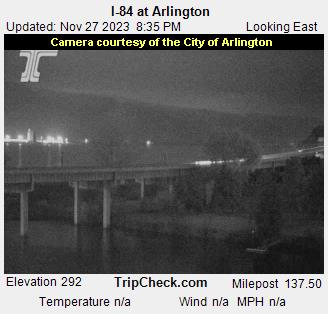 I-84 at Arlington
Updated: Nov 27 2023 8:35 PM Looking East
Camera courtesy of the City of Arlington
Elevation 292 TripCheck.com Milepost 137.50
Temperature n/a Wind n/a MPH n/a